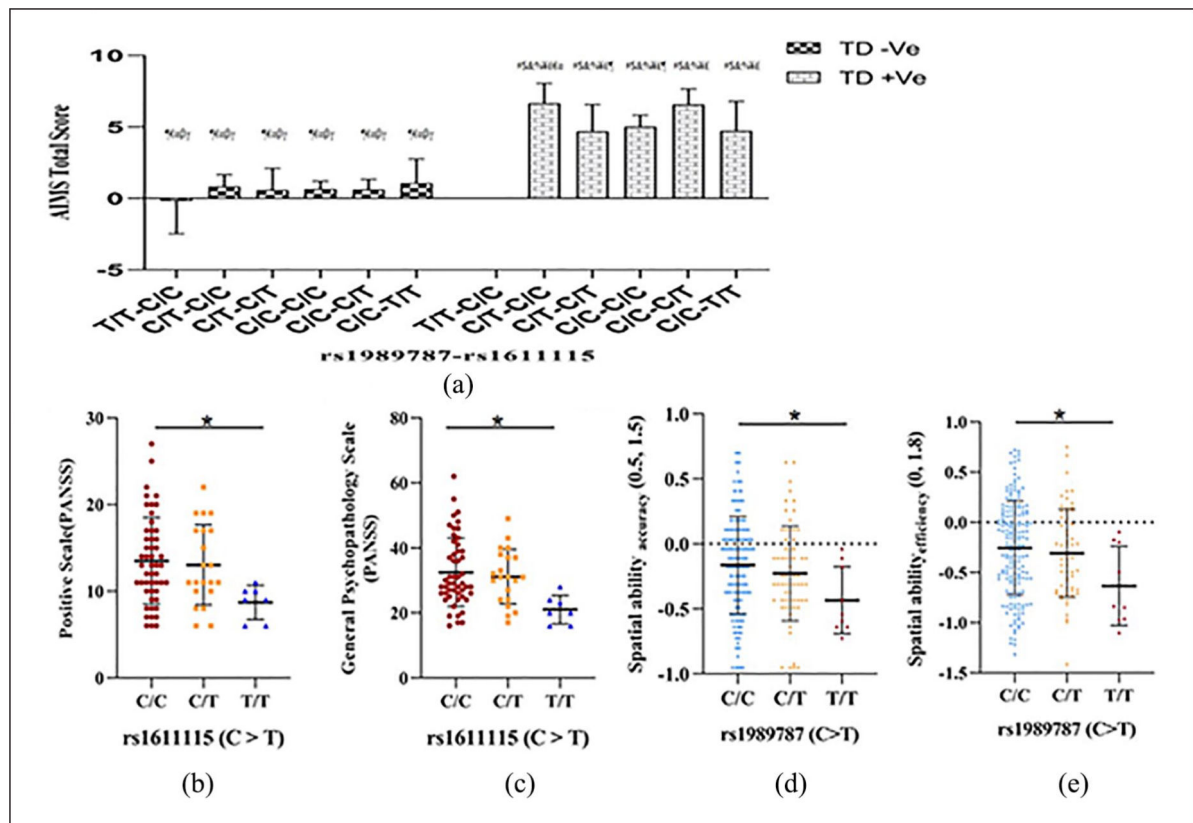 10
TD -Ve
TD +Ve
5
0
-5
AIMS Total Score
T/T-C/C
C/T-C/C
C/T-C/T
C/C-C/C
C/C-C/T
C/C-T/T
T/T-C/C
C/T-C/C
C/T-C/T
C/C-C/C
C/C-C/T
C/C-T/T
rs1989787-rs1611115
(a)
Positive Scale(PANSS)
30
20
10
0
*
C/C C/T T/T
rs1611115 (C > T)
(b)
General Psychopathology Scale
(PANSS)
80
60
40
20
0
*
C/C C/T T/T
rs1611115 (C > T)
(c)
Spatial ability accuracy (0.5, 1.5)
1.0
0.5
0.0
-0.5
-1.0
*
C/C C/T T/T
rs1989787 (C>T)
(d)
Spatial ability efficiency (0, 1.8)
1.0
0.5
0.0
-0.5
-1.0
-1.5
*
C/C C/T T/T
rs1989787 (C>T)
(e)